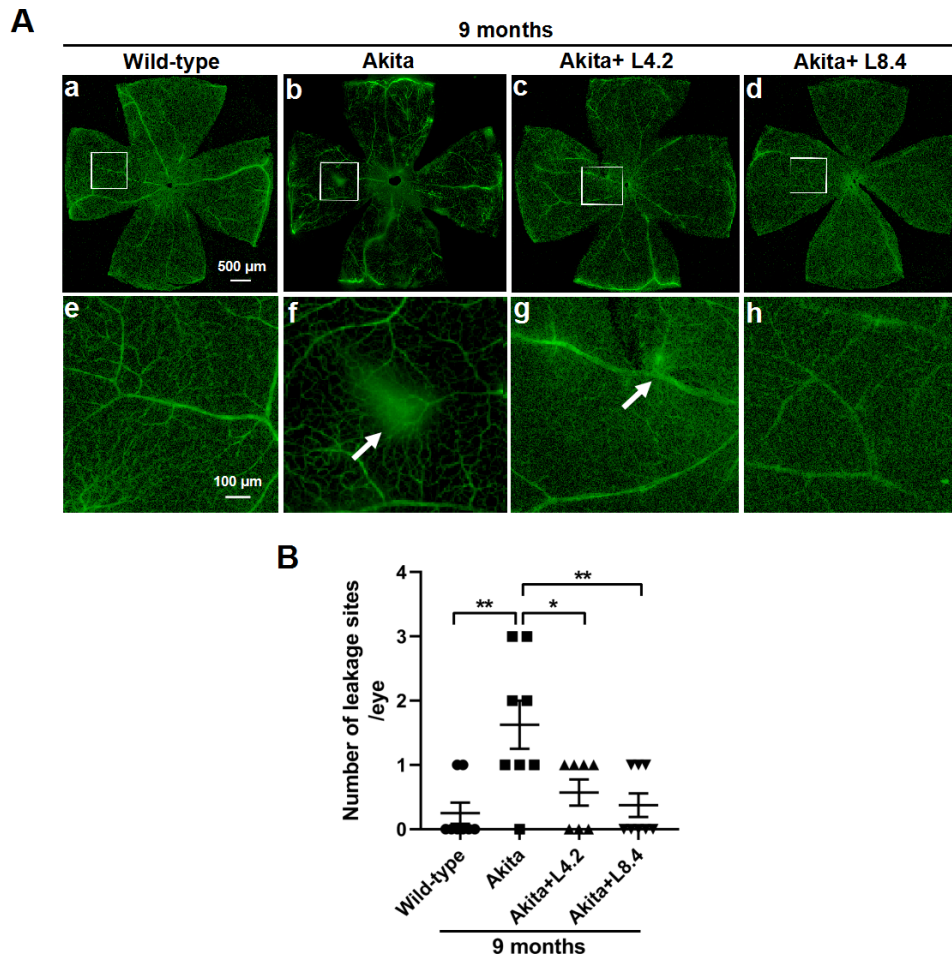 A
9 months
Wild-type Akita Akita+ L4.2 Akita+ L8.4
a b c d
500 µm
e f g h
100 µm
B
** * **
4
3
2
1
0
Number of leakage sites
/eye
Wild-type Akita Akita+L4.2 Akita+L8.4
9 months